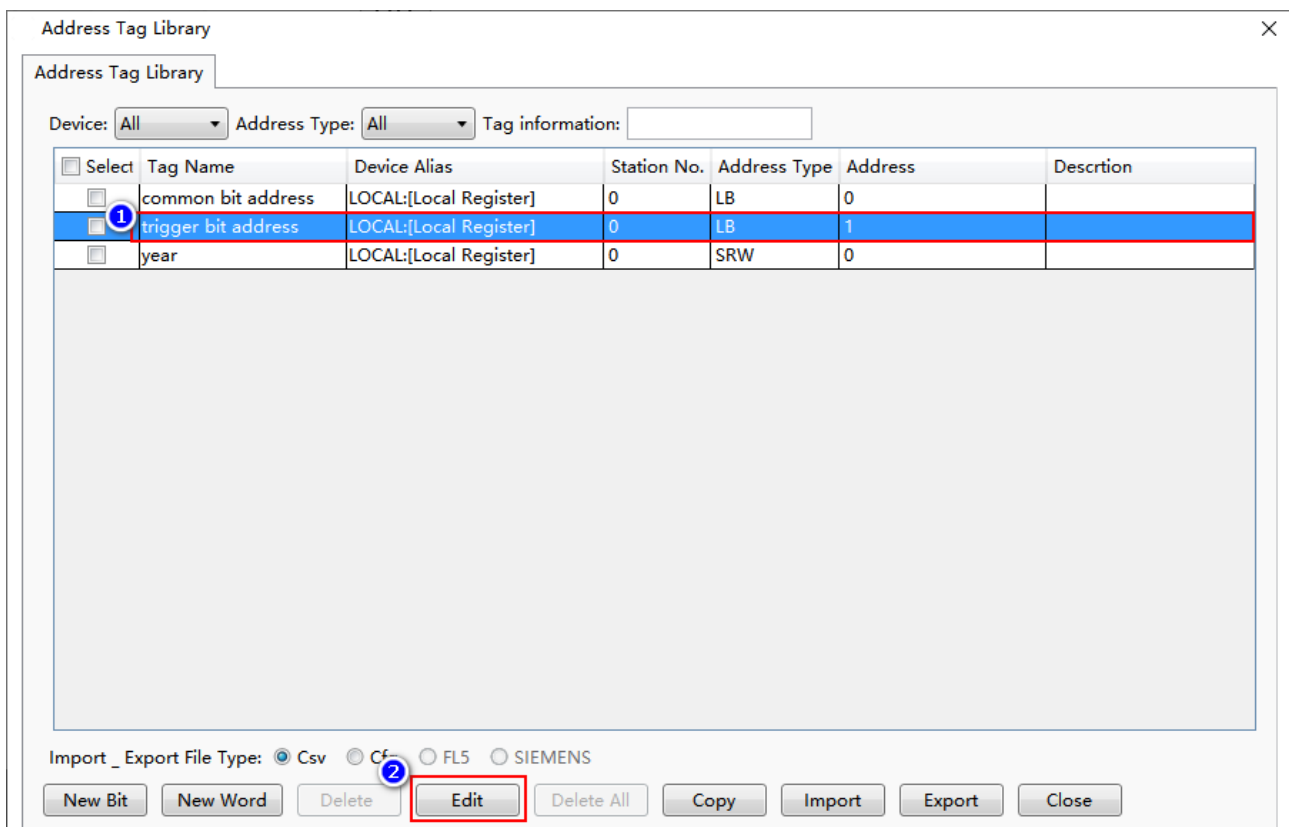 Address Tag Library
Address Tag Library
Device: All Address Type: All Tag information:
Select Tag Name Device Alias Station No. Address Type Address Descrtion
common bit address LOCAL:[Local Register] 0 LB 0
1 trigger bit address LOCAL:[Local Register] 0 LB 1
year LOCAL:[Local Register] 0 SRW 0
Import _ Export File Type: Csv FL5 SIEMENS
2
New Bit New Word Delete Edit Delete All Copy Import Export Close